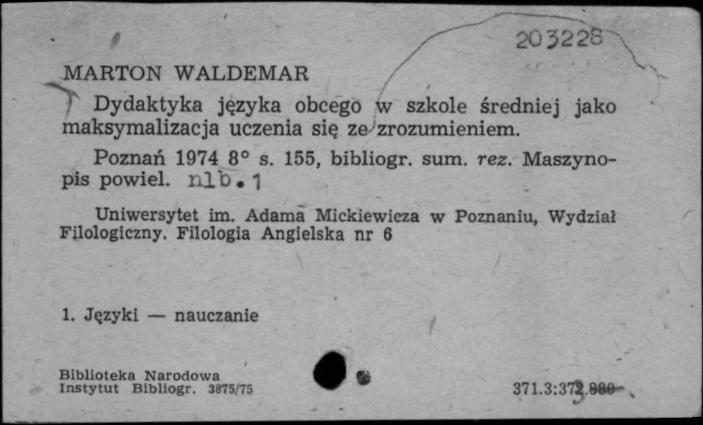 203228
MARTON WALDEMAR
Dydaktyka języka obcego w szkole średniej jako
maksymalizacja uczenia się ze zrozumieniem.
Poznań 1974 8° s. 155, bibliogr. sum. rez. Maszyno-
pis powiel. nlb. 1
Uniwersytet im. Adama Mickiewicza w Poznaniu, Wydział
Filologiczny. Filologia Angielska nr 6
1. Języki — nauczanie
Biblioteka Narodowa
Instytut Bibliogr. 3875/75
371.3:373